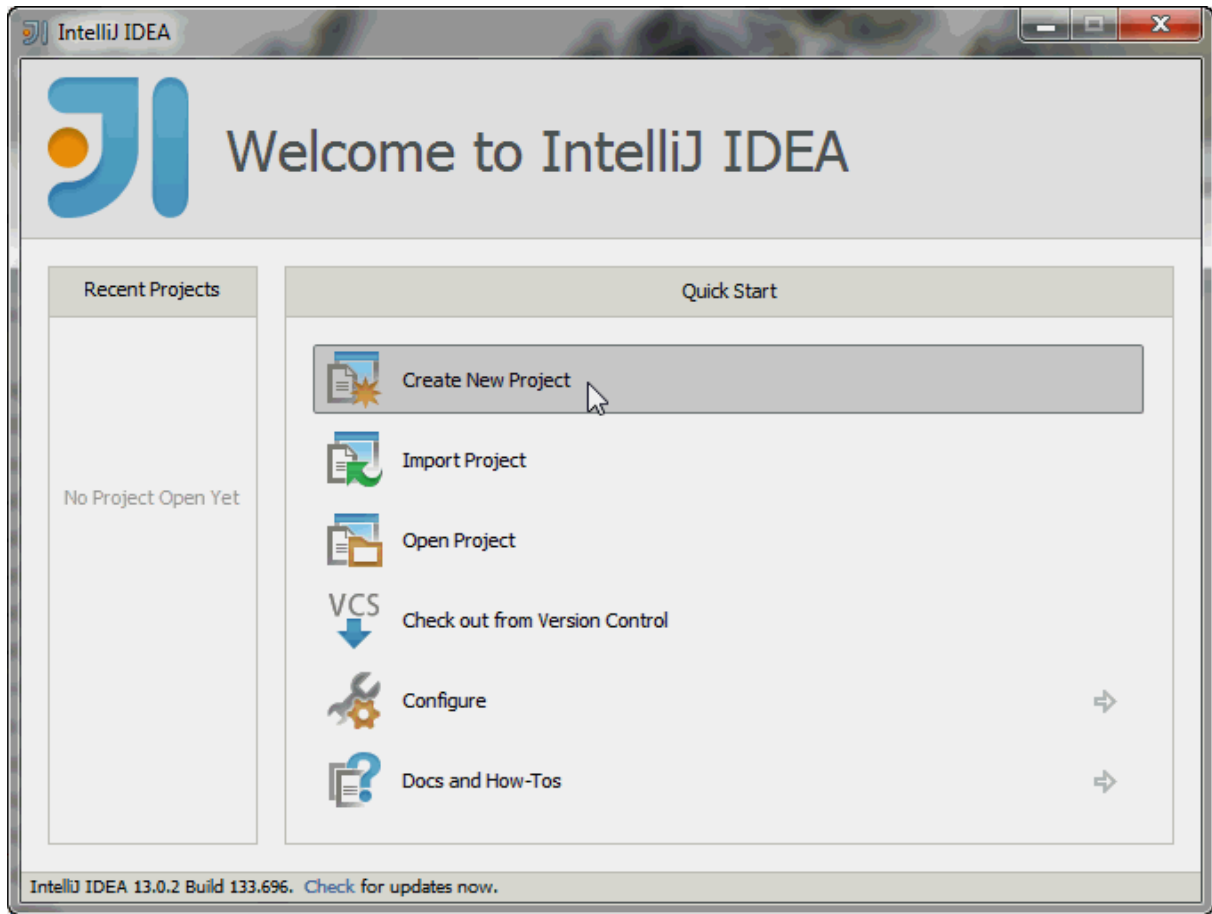 IntelliJ IDEA
Welcome to IntelliJ IDEA
Recent Projects
No Project Open Yet
Quick Start
Create New Project
Import Project
Open Project
VCS
Check out from Version Control
Configure
Docs and How-Tos
IntelliJ IDEA 13.0.2 Build 133.696. Check for updates now.